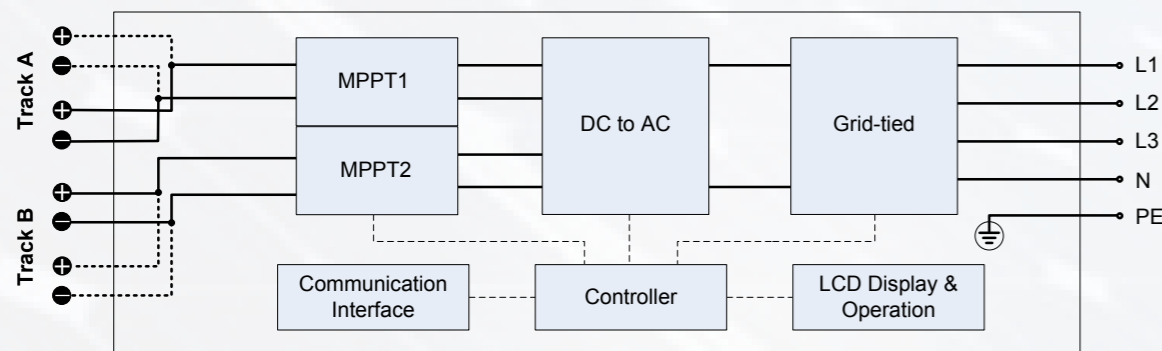 Track A
Track B
MPPT1
MPPT2
DC to AC
Grid-tied
L1
L2
L3
N
PE
Communication
Interface
Controller
LCD Display &
Operation